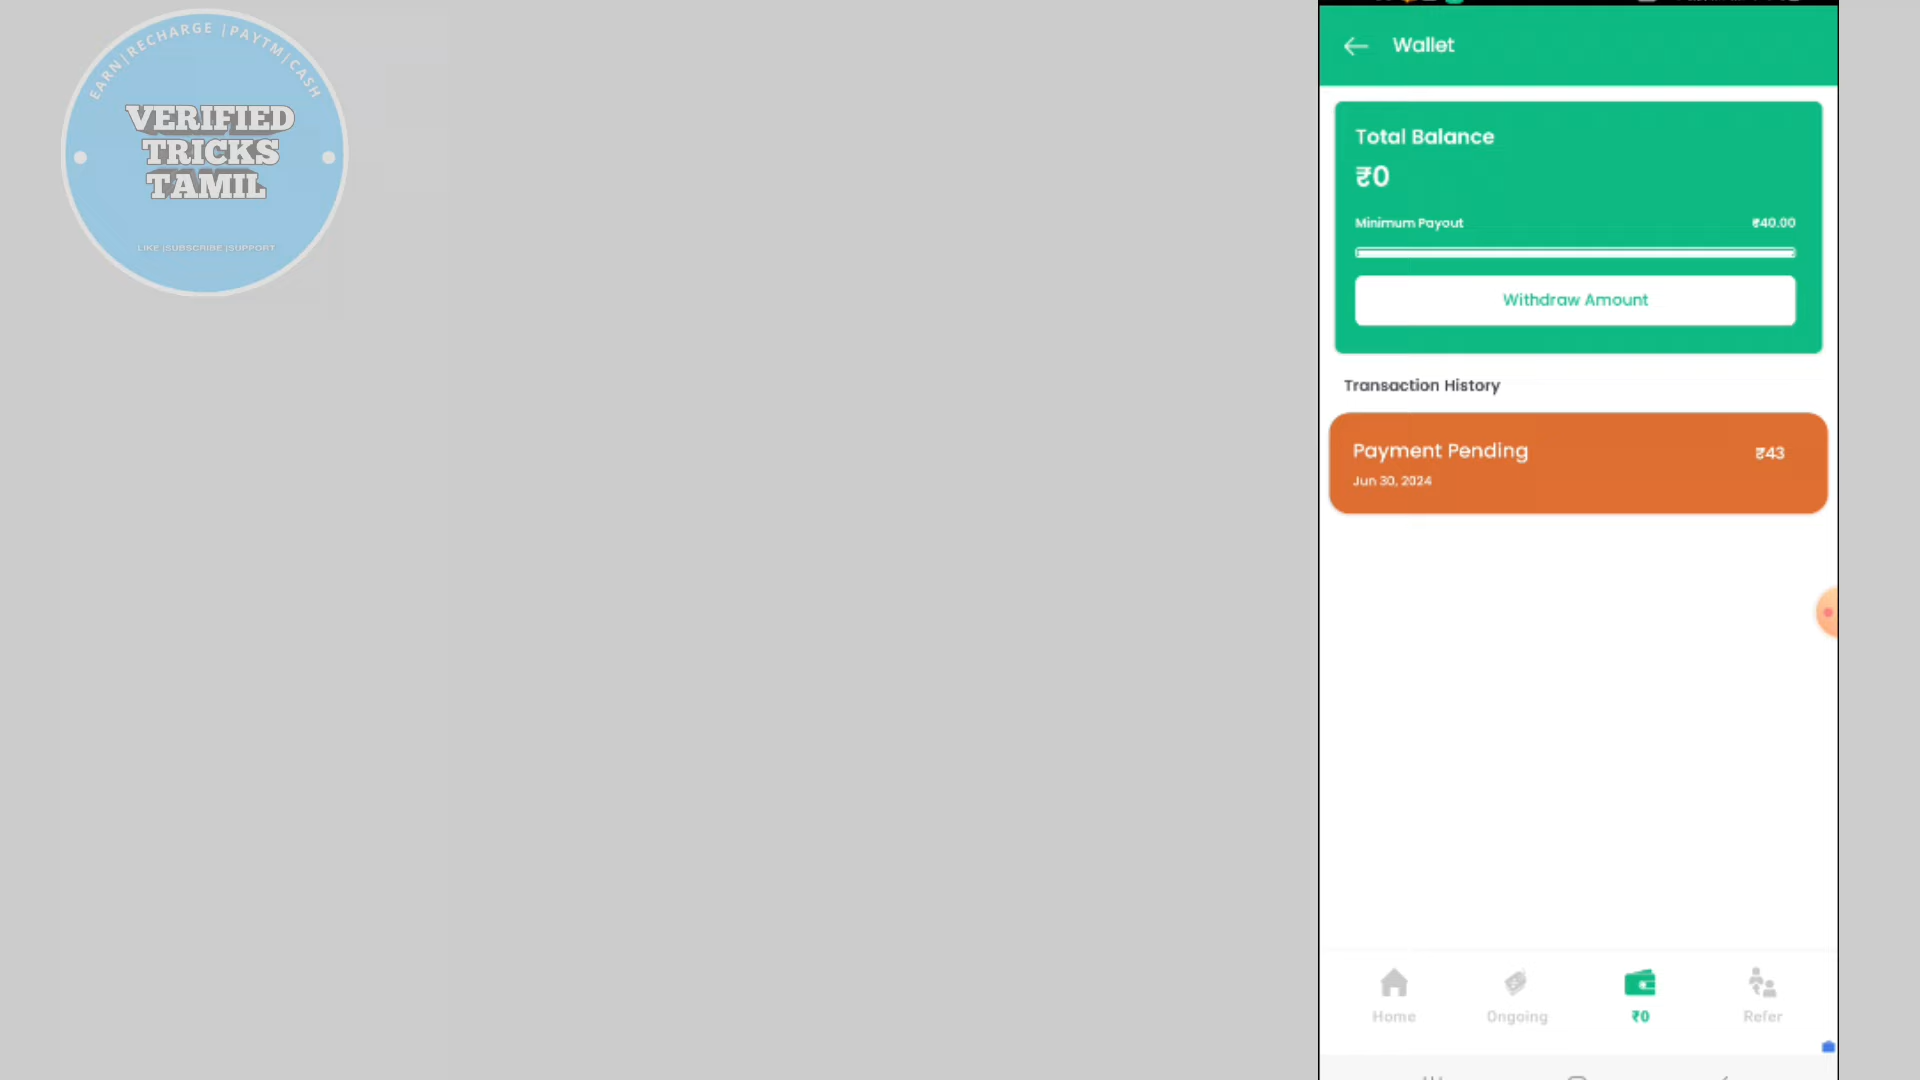 EARN|RECHARGE |PAYTM|CASH
VERIFIED
TRICKS
TAMIL
LIKE |SUBSCRIBE |SUPPORT
Wallet
Total Balance
₹0
Minimum Payout ₹40.00
Withdraw Amount
Transaction History
Payment Pending ₹43
Jun 30, 2024
Home Ongoing ₹0 Refer